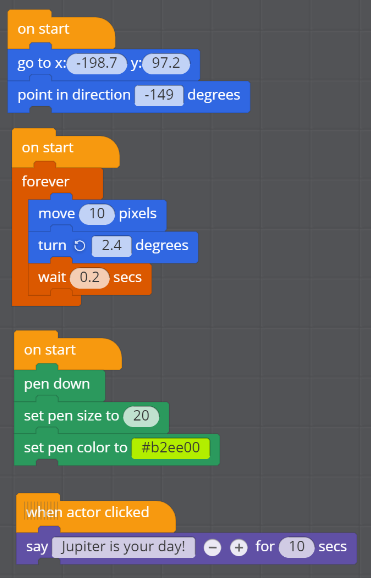 on start
go to x: -198.7 y: 97.2
point in direction -149 degrees
on start
forever
move 10 pixels
turn 2.4 degrees
wait 0.2 secs
on start
pen down
set pen size to 20
set pen color to #b2ee00
when actor clicked
say Jupiter is your day! − + for 10 secs